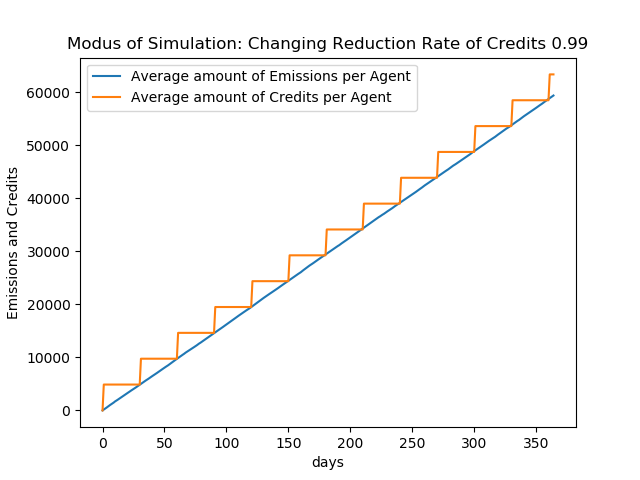 Modus of Simulation: Changing Reduction Rate of Credits 0.99
Average amount of Emissions per Agent
Average amount of Credits per Agent
60000
50000
40000
30000
20000
10000
0
Emissions and Credits
0 50 100 150 200 250 300 350
days